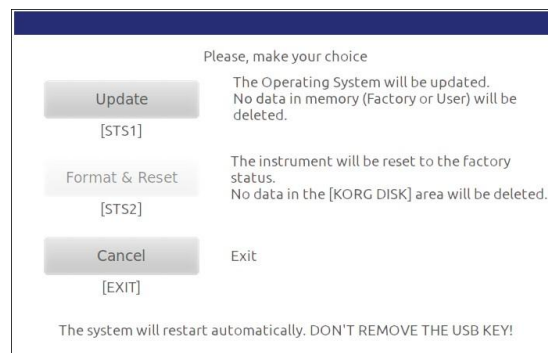 Please, make your choice
Update
[STS1]
The Operating System will be updated.
No data in memory (Factory or User) will be
deleted.
Format & Reset
[STS2]
The instrument will be reset to the factory
status.
No data in the [KORG DISK] area will be deleted.
Cancel
[EXIT]
Exit
The system will restart automatically. DON'T REMOVE THE USB KEY!